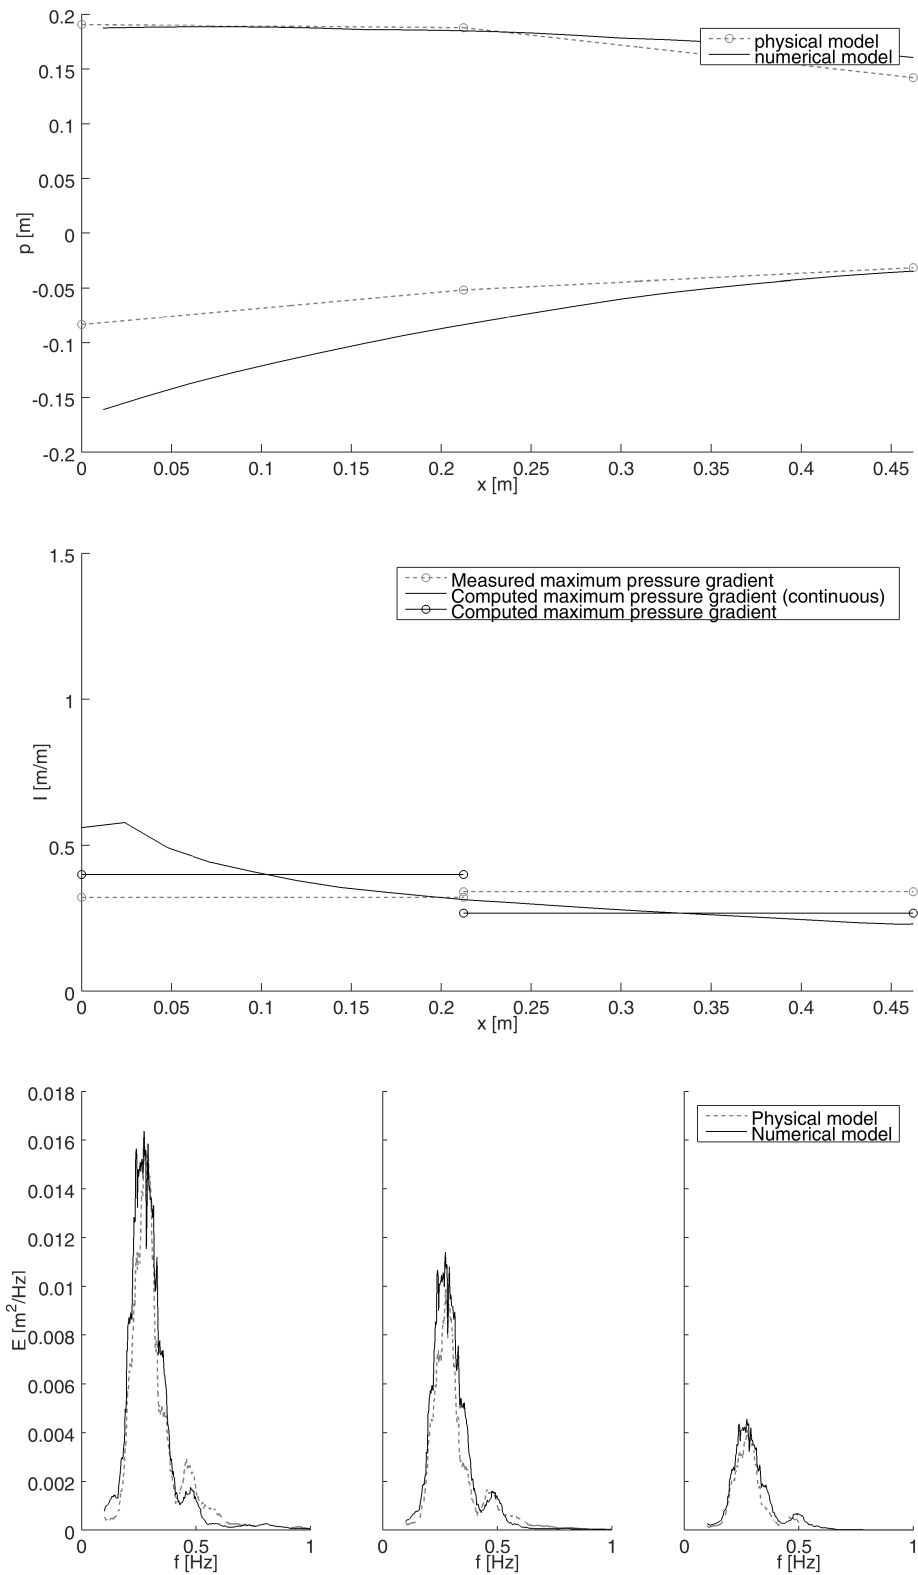 0.2
0.15
0.1
0.05
0
-0.05
-0.1
-0.15
-0.2
p [m]
physical model
numerical model
0 0.05 0.1 0.15 0.2 0.25 0.3 0.35 0.4 0.45
x [m]
1.5
1
0.5
0
I [m/m]
Measured maximum pressure gradient
Computed maximum pressure gradient (continuous)
Computed maximum pressure gradient
0 0.05 0.1 0.15 0.2 0.25 0.3 0.35 0.4 0.45
x [m]
0.018
0.016
0.014
0.012
0.01
0.008
0.006
0.004
0.002
0
E [m²/Hz]
Physical model
Numerical model
0 0.5 1 0 0.5 1 0 0.5 1
f [Hz] f [Hz] f [Hz]